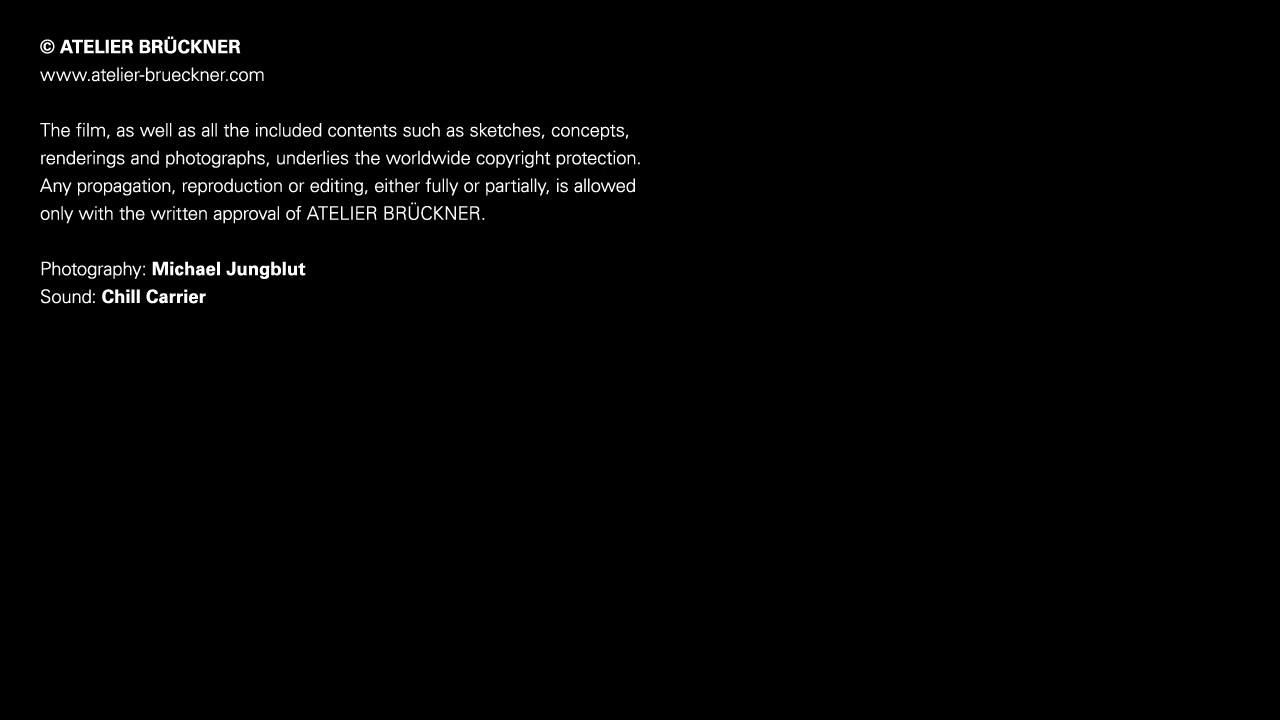 © ATELIER BRÜCKNER
www.atelier-brueckner.com
The film, as well as all the included contents such as sketches, concepts,
renderings and photographs, underlies the worldwide copyright protection.
Any propagation, reproduction or editing, either fully or partially, is allowed
only with the written approval of ATELIER BRÜCKNER.
Photography: Michael Jungblut
Sound: Chill Carrier